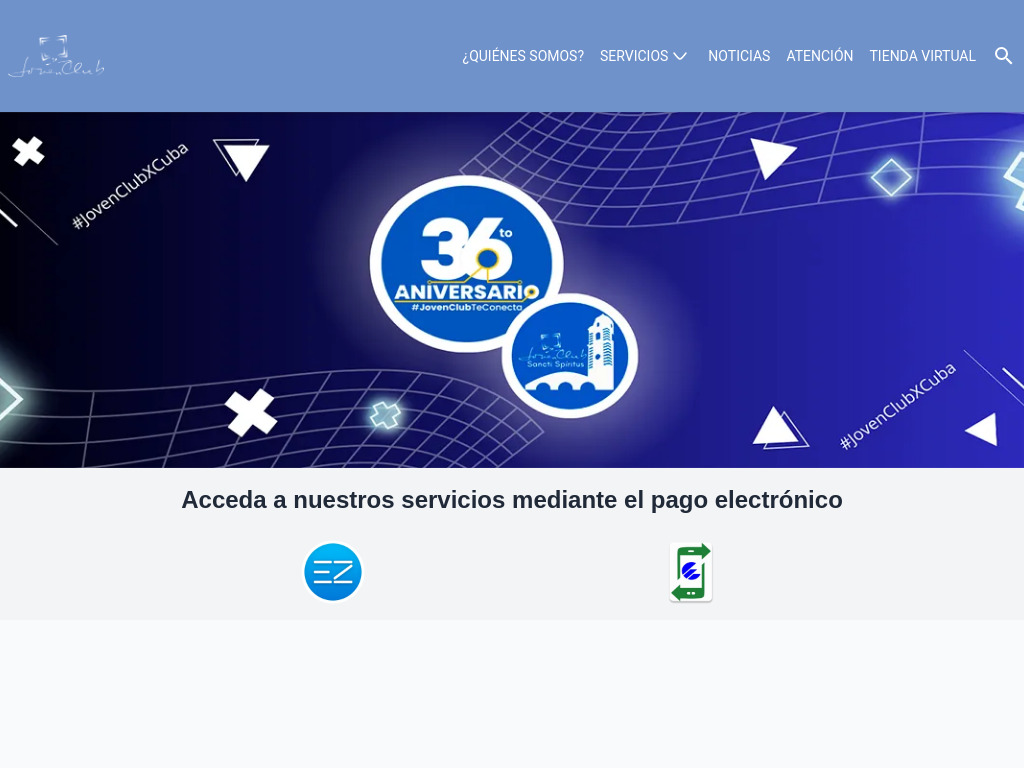 JovenClub
¿QUIÉNES SOMOS?
SERVICIOS
NOTICIAS
ATENCIÓN
TIENDA VIRTUAL
#JovenClubXCuba
36to
ANIVERSARIO
#JovenClubTeConecta
JovenClub
Sancti Spíritus
#JovenClubXCuba
Acceda a nuestros servicios mediante el pago electrónico
EZ